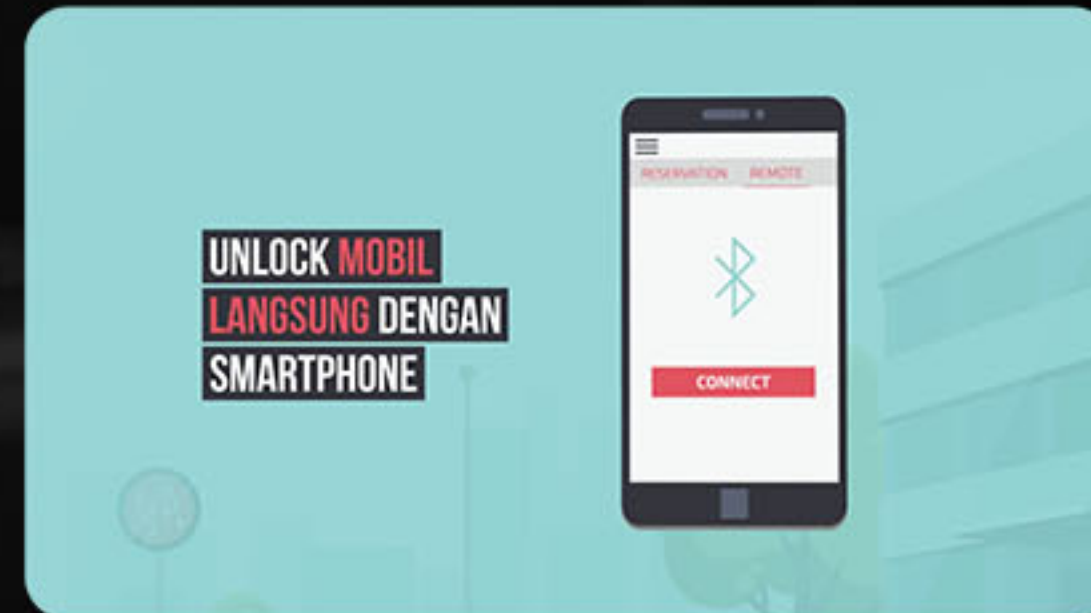 UNLOCK MOBIL
LANGSUNG DENGAN
SMARTPHONE
RESERVATION REMOTE
CONNECT